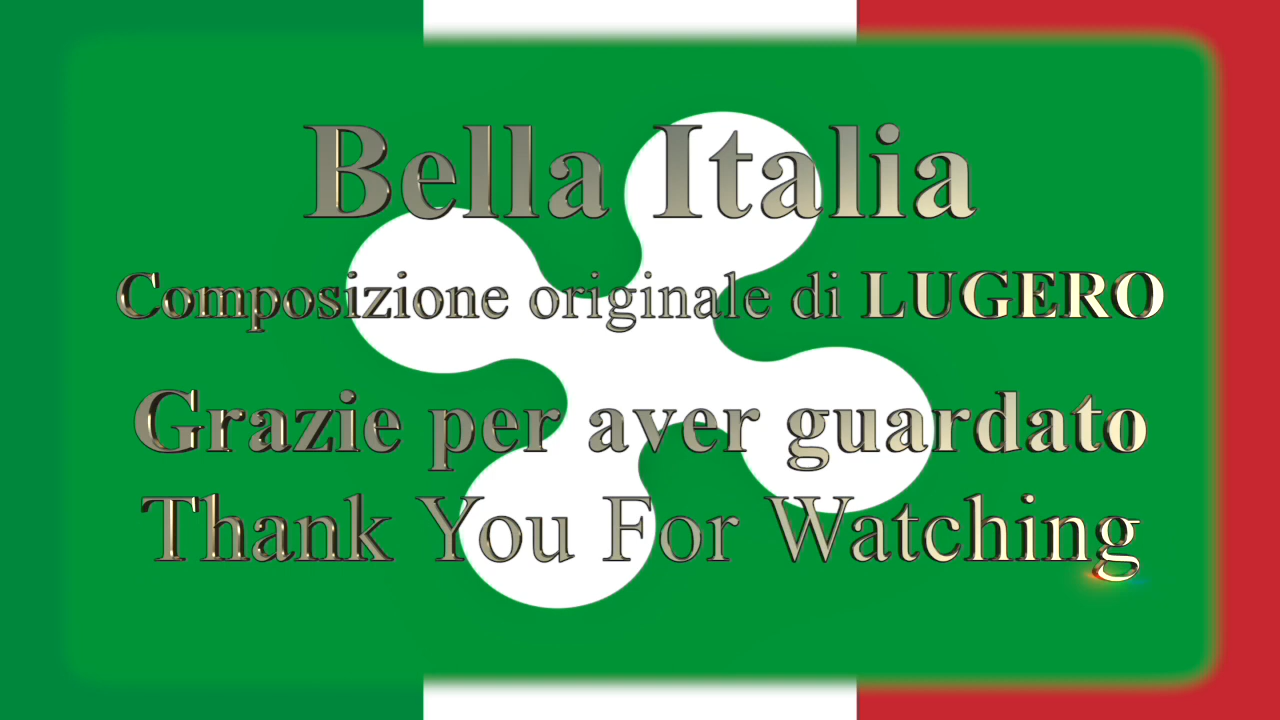 Bella Italia
Composizione originale di LUGERO
Grazie per aver guardato
Thank You For Watching